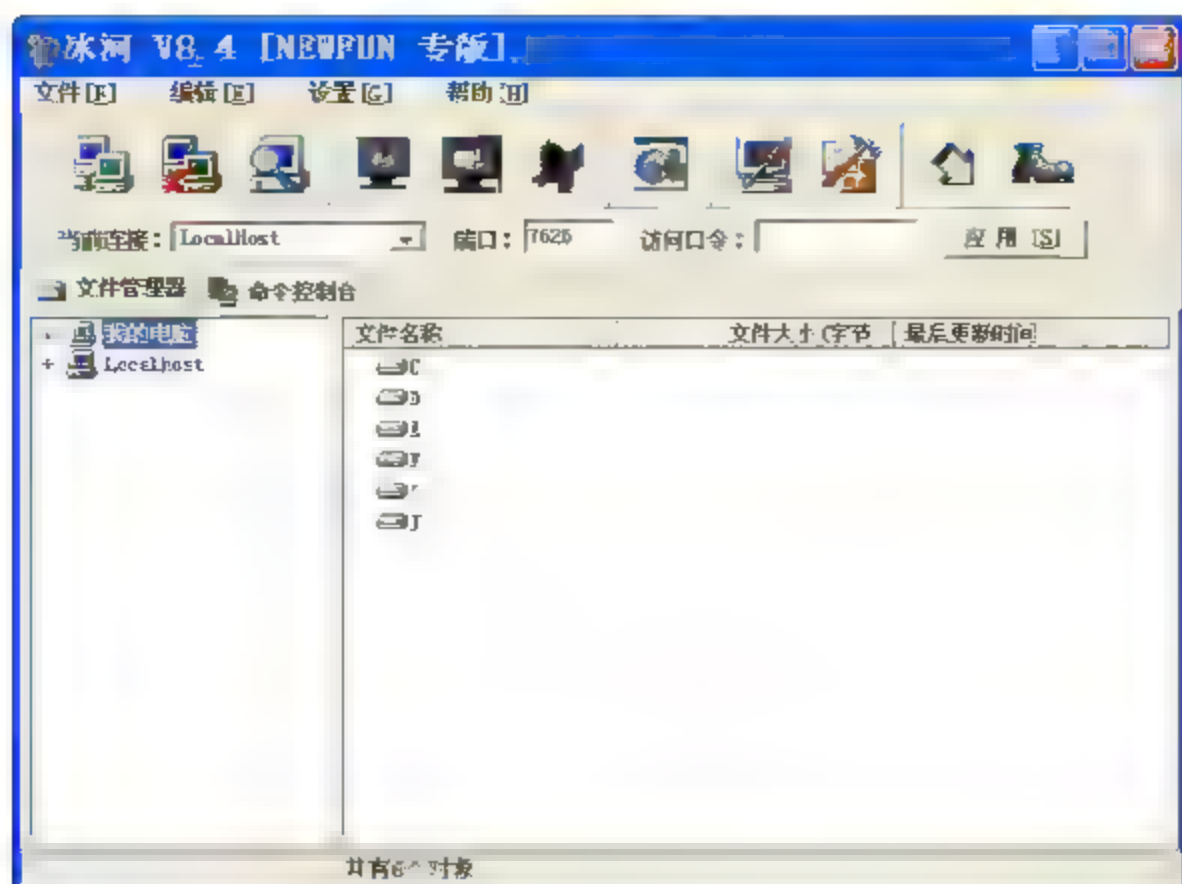 冰河 V8.4 [NEWFUN 专版]
文件[F] 编辑[E] 设置[G] 帮助[H]
当前连接: LocalHost 端口: 7626 访问口令: 应用[S]
文件管理器 命令控制台
我的电脑 文件名称 文件大小(字节 最后更新时间
Localhost C
D
E
F
J
共有6个对象